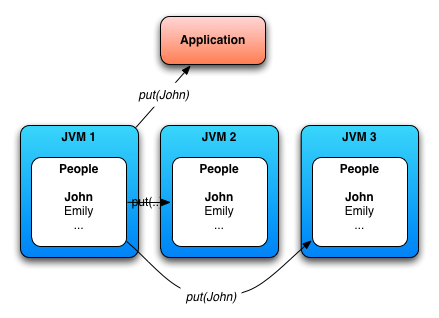 Application
put(John)
JVM 1
JVM 2
JVM 3
People
John
Emily
...
put(...
People
John
Emily
...
People
John
Emily
...
put(John)